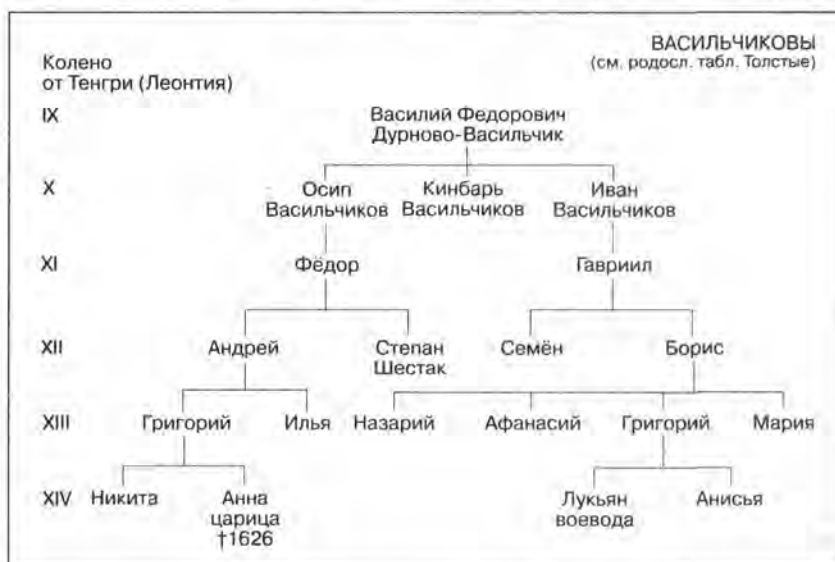 ВАСИЛЬЧИКОВЫ
(см. родосл. табл. Толстые)
Колено
от Тенгри (Леонтия)
IX
Василий Федорович
Дурново-Васильчик
X
Осип
Васильчиков
Кинбарь
Васильчиков
Иван
Васильчиков
XI
Фёдор
Гавриил
XII
Андрей
Степан
Шестак
Семён
Борис
XIII
Григорий
Илья
Назарий
Афанасий
Григорий
Мария
XIV
Никита
Анна
царица
†1626
Лукьян
воевода
Анисья